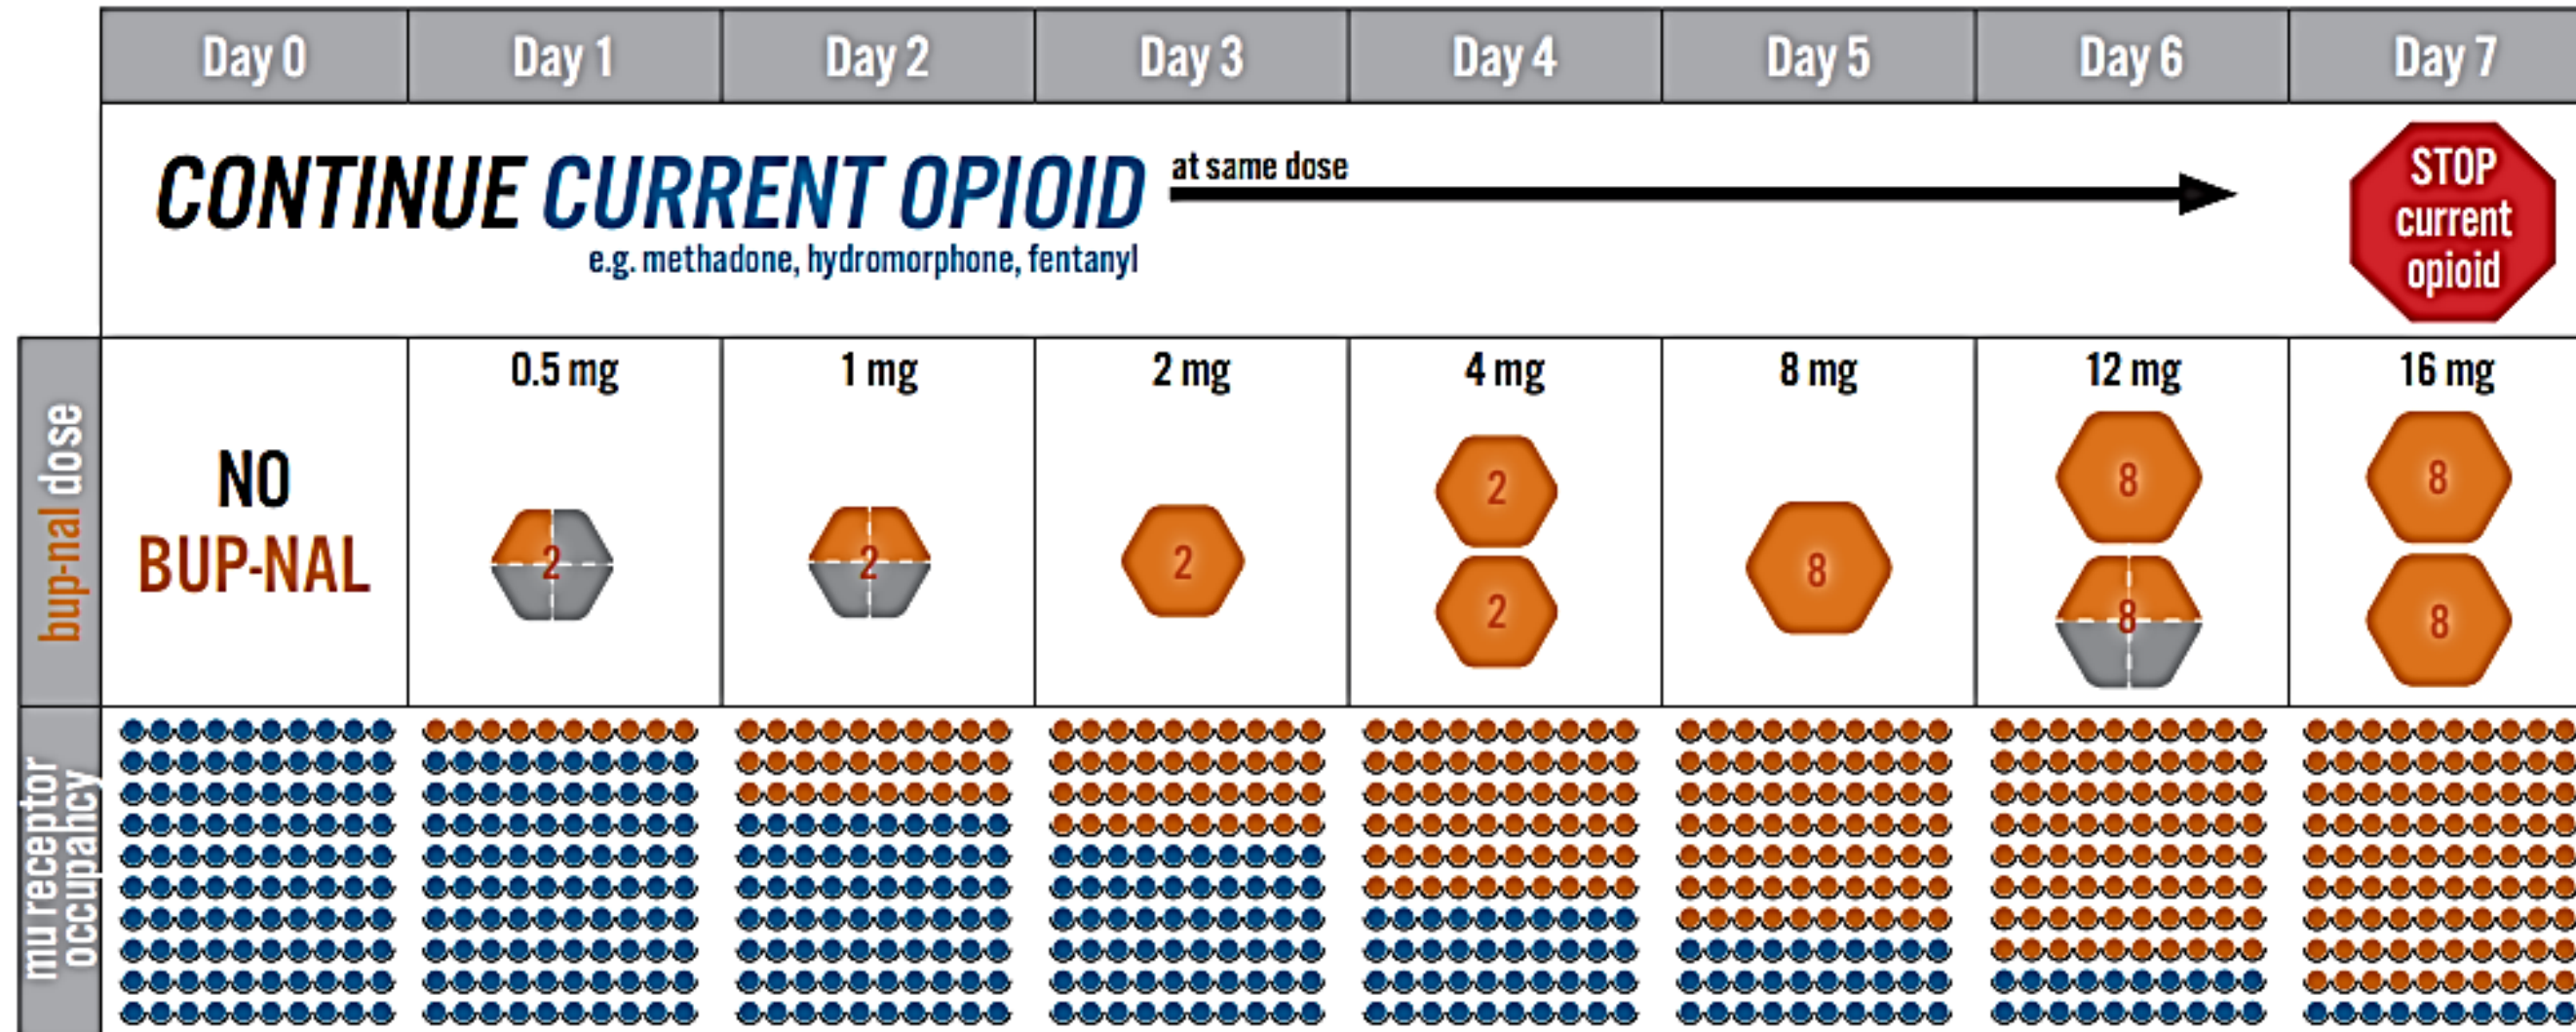 Day 0 Day 1 Day 2 Day 3 Day 4 Day 5 Day 6 Day 7
CONTINUE CURRENT OPIOID at same dose
e.g. methadone, hydromorphone, fentanyl
STOP
current
opioid
bup-nal dose
0.5 mg 1 mg 2 mg 4 mg 8 mg 12 mg 16 mg
NO
BUP-NAL
2 2 2 2 8 8 8
2 8 8
mu receptor
occupancy